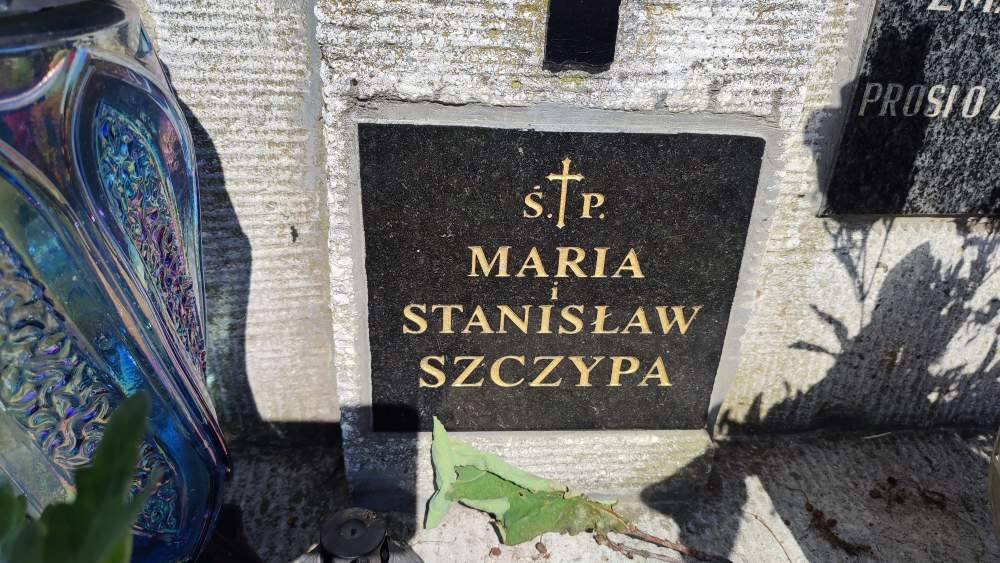 Ś. P.
MARIA
i
STANISŁAW
SZCZYPA
PROSI O